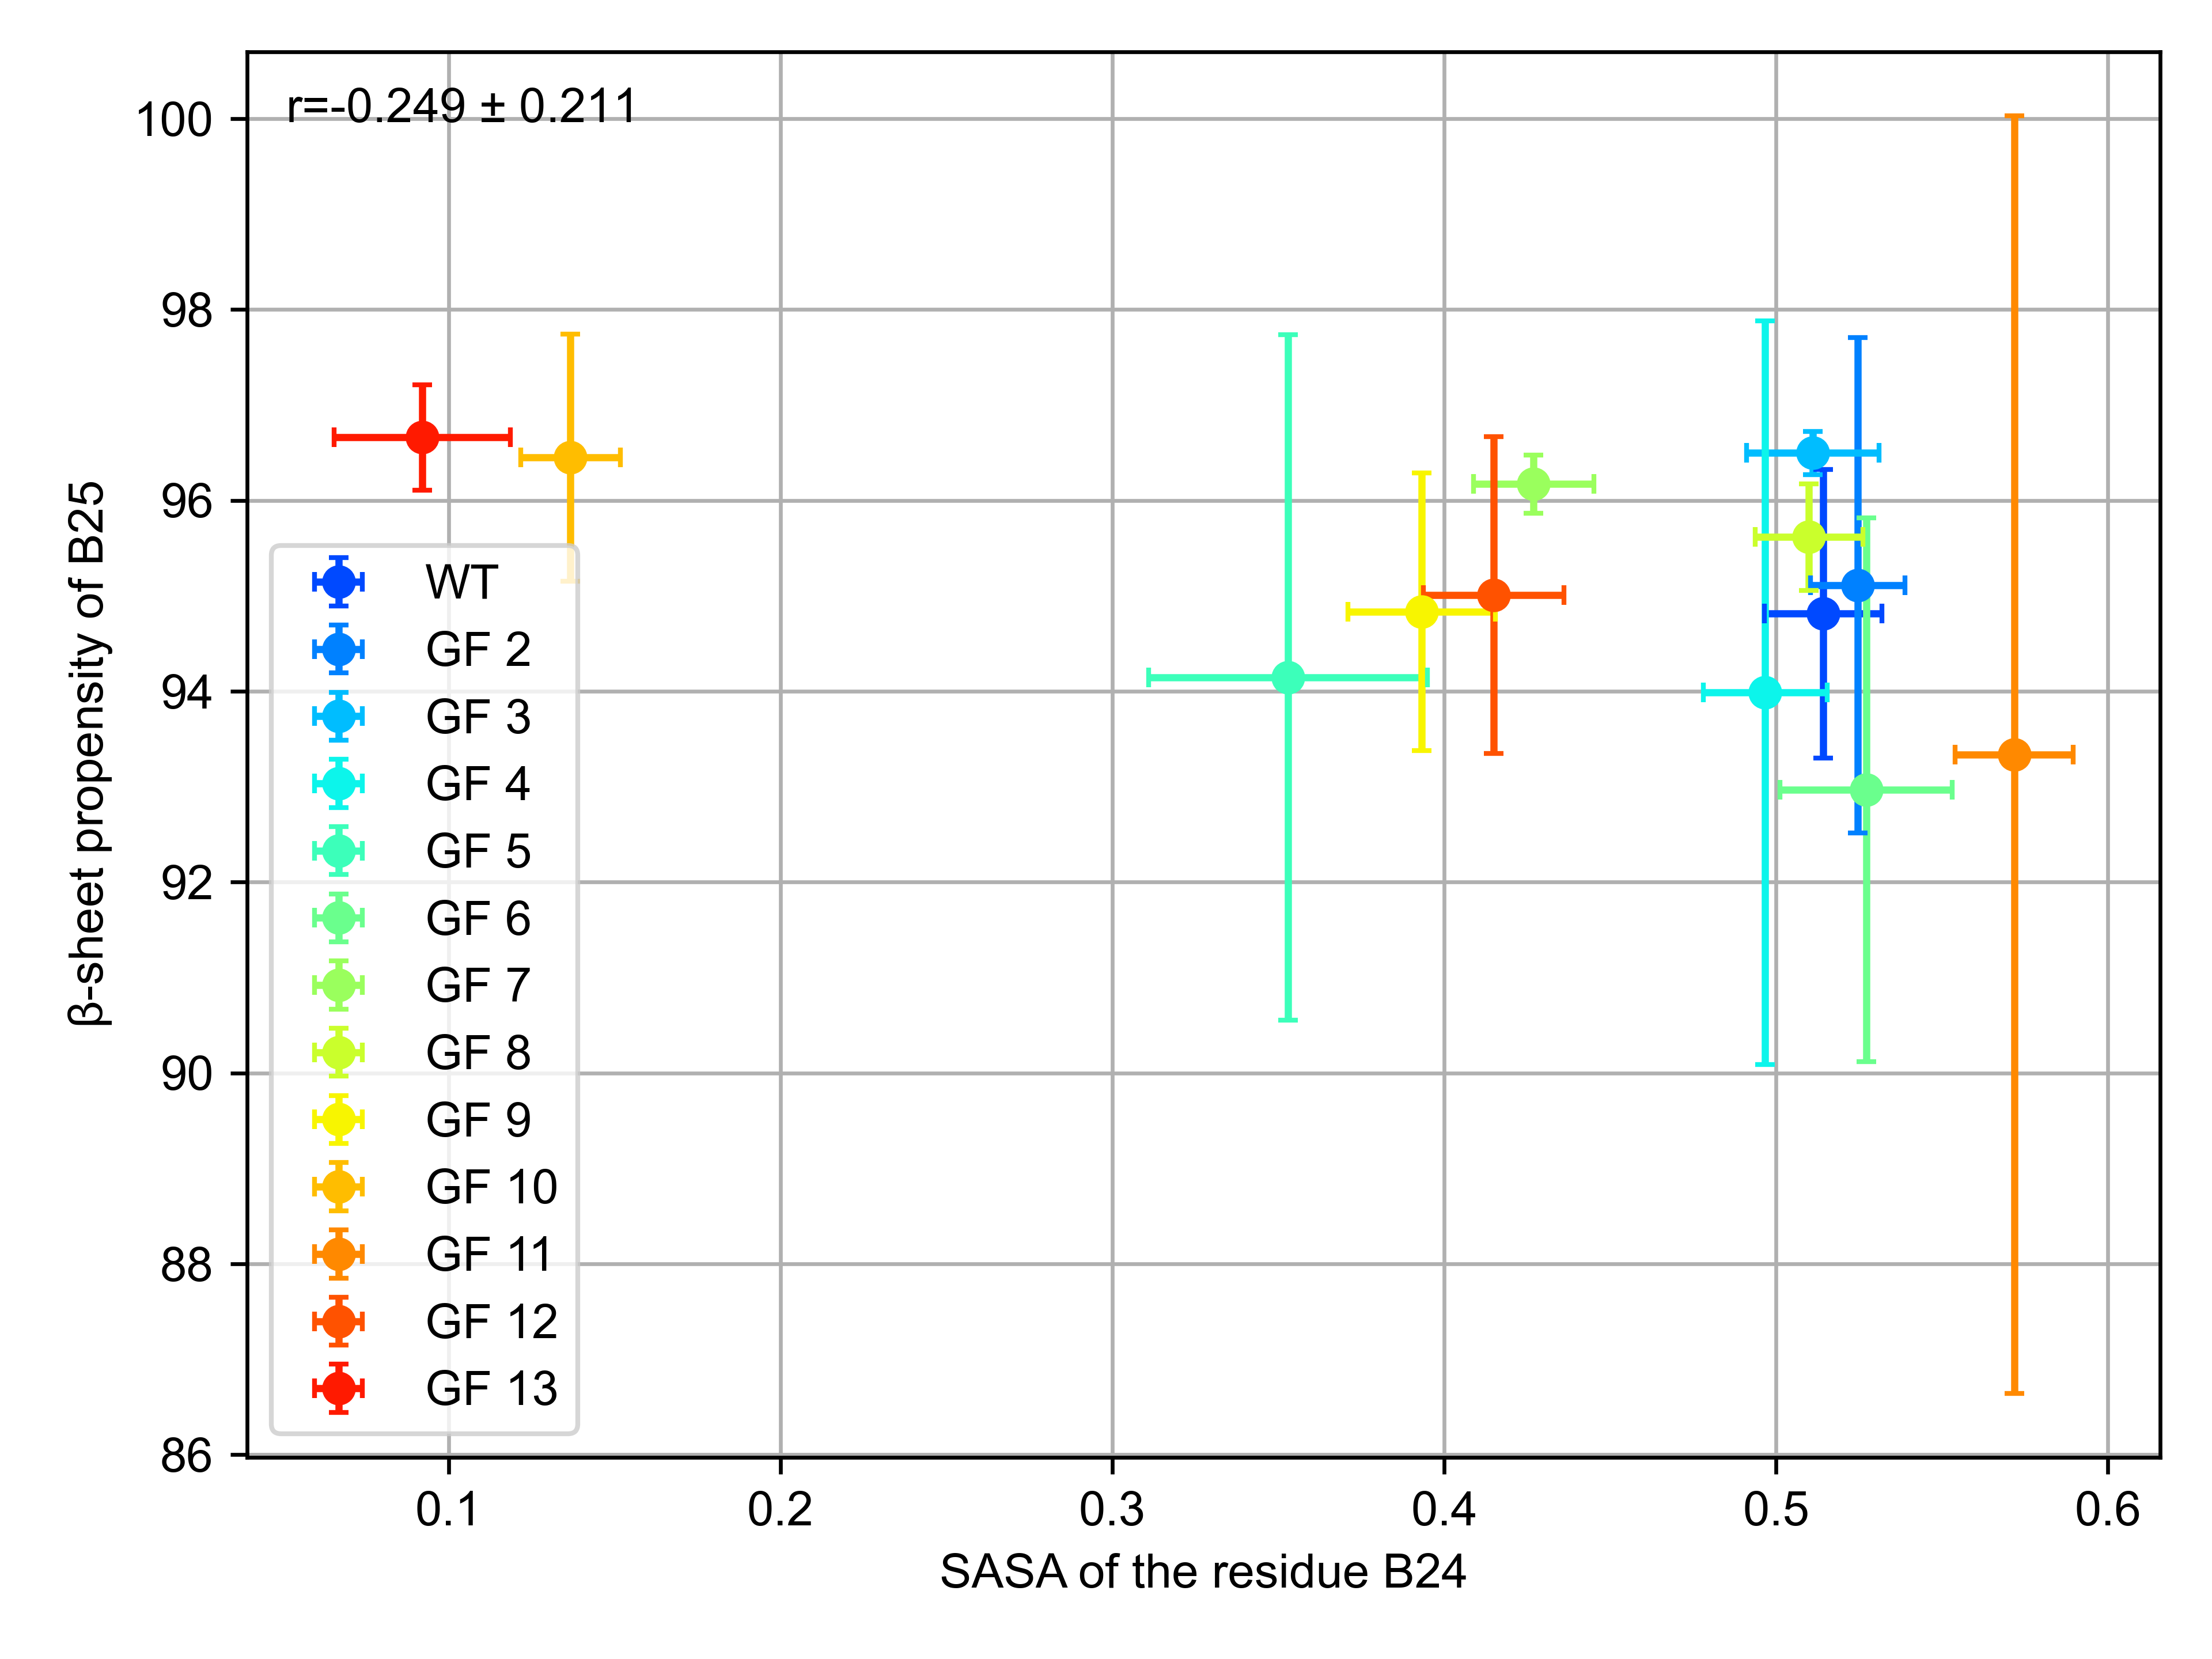 r=-0.249 ± 0.211
100
98
96
94
92
90
88
86
β-sheet propensity of B25
WT
GF 2
GF 3
GF 4
GF 5
GF 6
GF 7
GF 8
GF 9
GF 10
GF 11
GF 12
GF 13
0.1 0.2 0.3 0.4 0.5 0.6
SASA of the residue B24